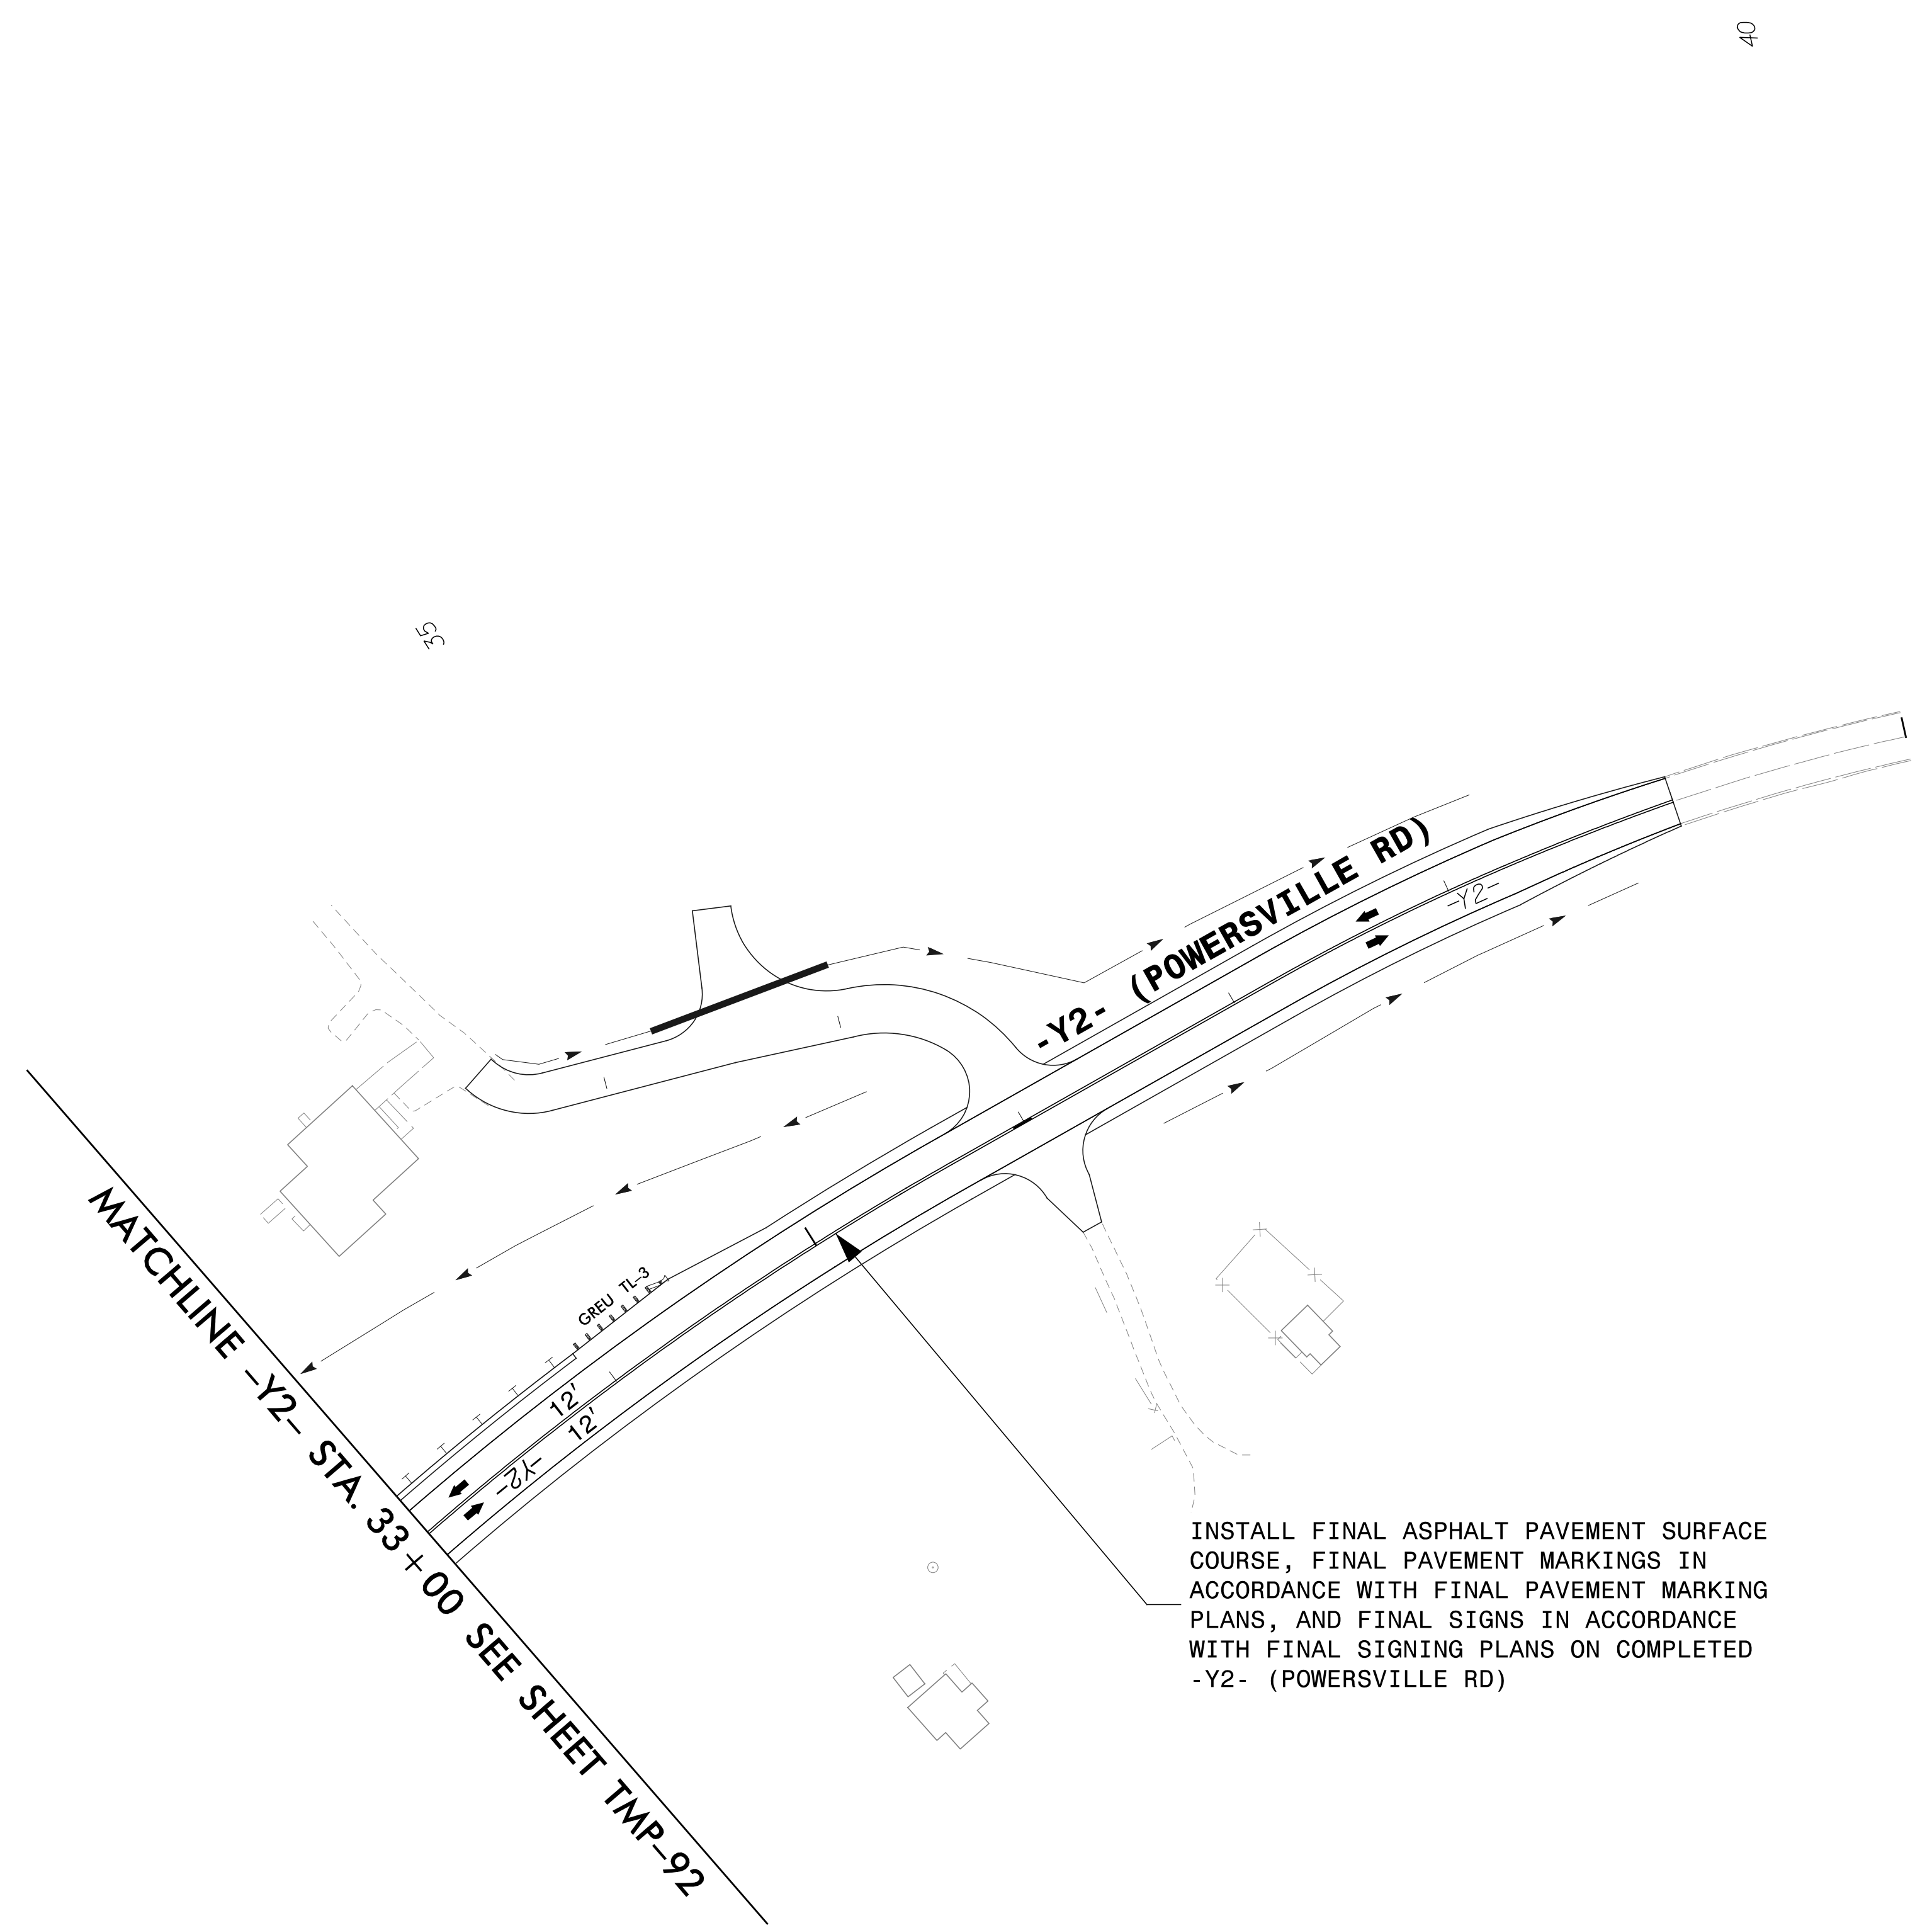 40
35
-Y2- (POWERSVILLE RD)
-Y2-
GREU TL-3
12'
12'
-Y2-
MATCHLINE -Y2- STA. 33+00 SEE SHEET TMP-92
INSTALL FINAL ASPHALT PAVEMENT SURFACE
COURSE, FINAL PAVEMENT MARKINGS IN
ACCORDANCE WITH FINAL PAVEMENT MARKING
PLANS, AND FINAL SIGNS IN ACCORDANCE
WITH FINAL SIGNING PLANS ON COMPLETED
-Y2- (POWERSVILLE RD)